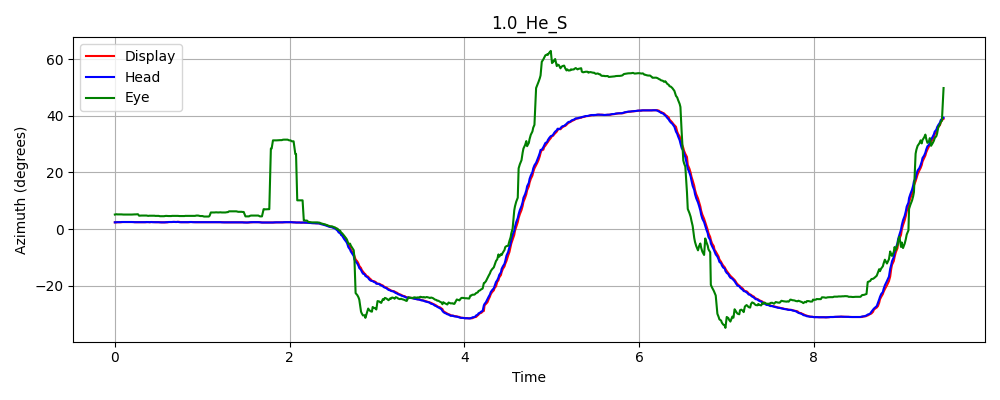 1.0_He_S
Display
Head
Eye
Azimuth (degrees)
60
40
20
0
−20
0 2 4 6 8
Time